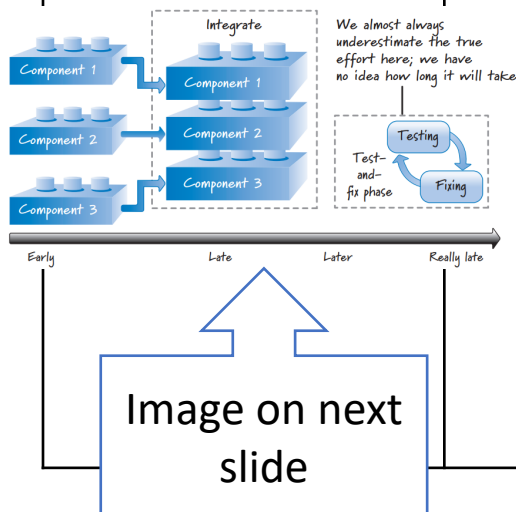 Integrate
We almost always
underestimate the true
effort here; we have
no idea how long it will take
Component 1
Component 2
Component 3
Component 1
Component 2
Component 3
Testing
Fixing
Test-
and-
fix phase
Early
Late
Later
Really late
Image on next
slide